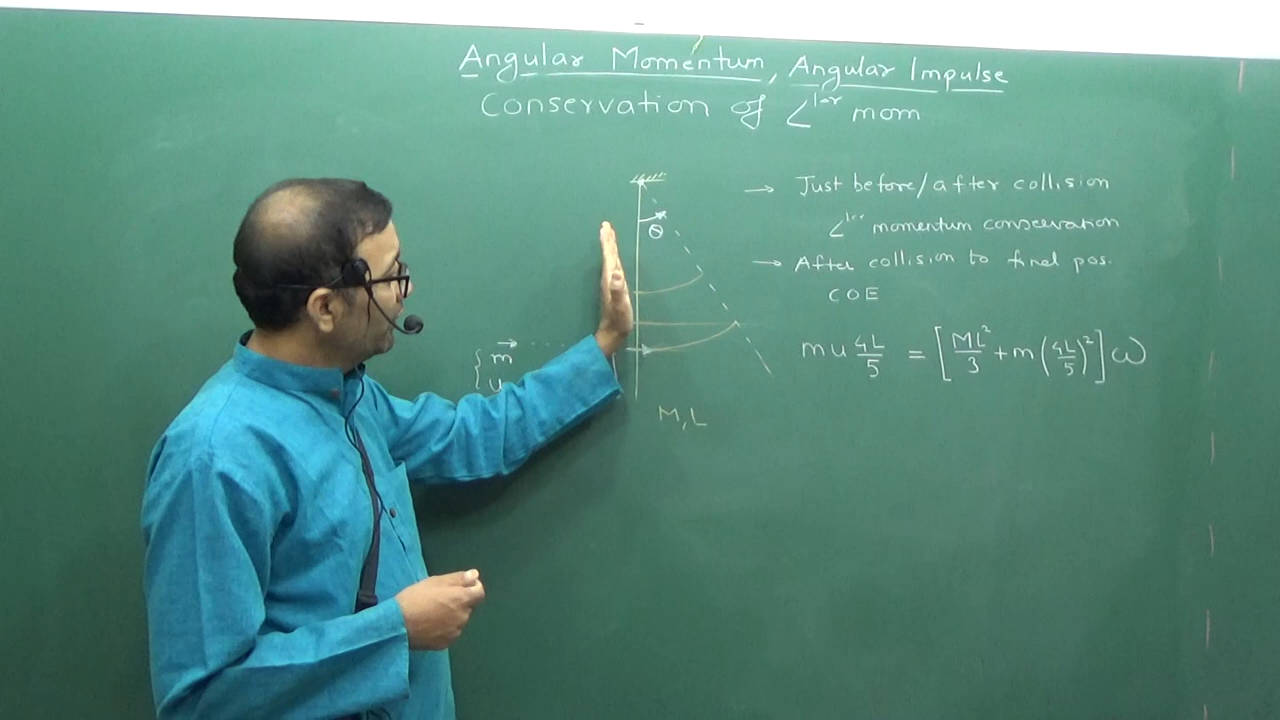 Angular Momentum, Angular Impulse
Conservation of ∠lar mom
→ Just before/after collision
∠lar momentum conservation
→ After collision to final pos.
COE
θ
{ m
u
M, L
mu 4L/5 = [ML²/3 + m(4L/5)²]ω